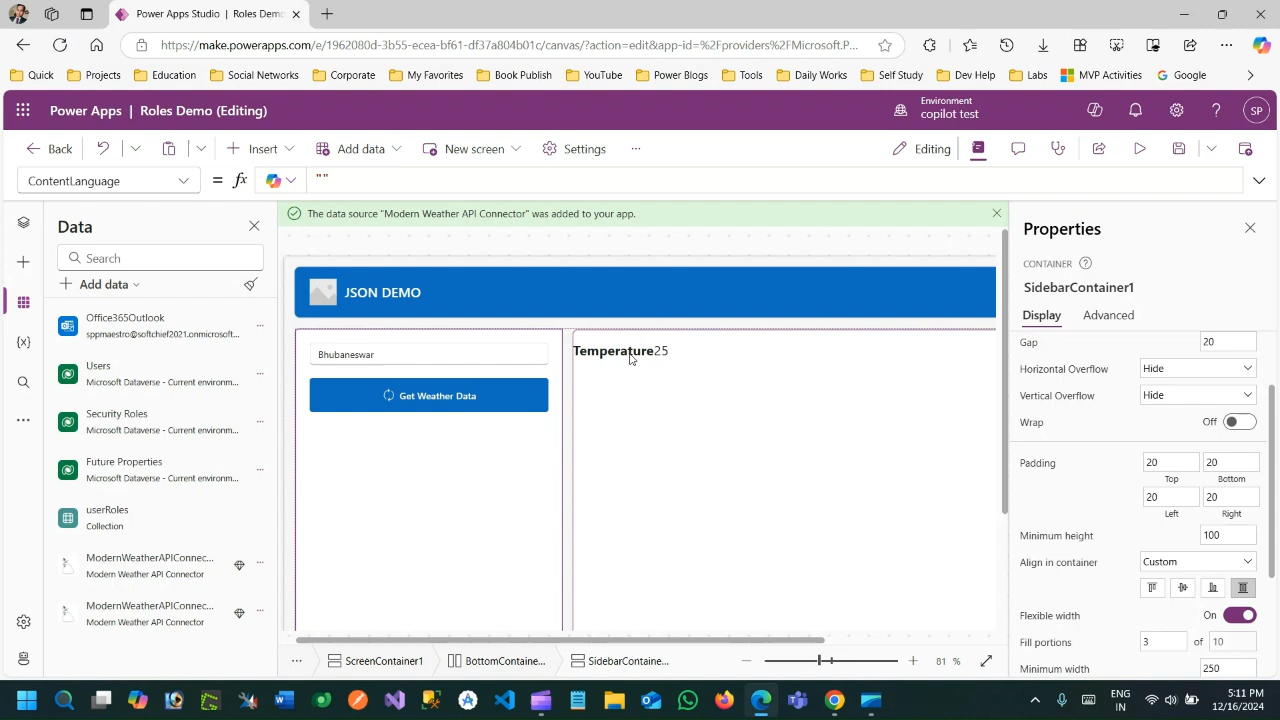 Power Apps Studio | Roles Demo
https://make.powerapps.com/e/1962080d-3b55-ecea-bf61-df37a804b01c/canvas/?action=edit&app-id=%2Fproviders%2FMicrosoft.P...
Quick
Projects
Education
Social Networks
Corporate
My Favorites
Book Publish
YouTube
Power Blogs
Tools
Daily Works
Self Study
Dev Help
Labs
MVP Activities
Google
Power Apps | Roles Demo (Editing)
Environment
copilot test
SP
Back
Insert
Add data
New screen
Settings
...
Editing
ContentLanguage
= fx
""
Data
Search
Add data
Office365Outlook
sppmaestro@softchief2021.onmicrosoft...
Users
Microsoft Dataverse - Current environm...
Security Roles
Microsoft Dataverse - Current environm...
Future Properties
Microsoft Dataverse - Current environm...
userRoles
Collection
ModernWeatherAPIConnec...
Modern Weather API Connector
ModernWeatherAPIConnec...
Modern Weather API Connector
The data source "Modern Weather API Connector" was added to your app.
JSON DEMO
Bhubaneswar
Get Weather Data
Temperature25
... ScreenContainer1 BottomContaine... SidebarContaine...
81 %
Properties
CONTAINER
SidebarContainer1
Display
Advanced
Gap
20
Horizontal Overflow
Hide
Vertical Overflow
Hide
Wrap
Off
Padding
20
20
Top
Bottom
20
20
Left
Right
Minimum height
100
Align in container
Custom
Flexible width
On
Fill portions
3 of 10
Minimum width
250
ENG
IN
5:11 PM
12/16/2024